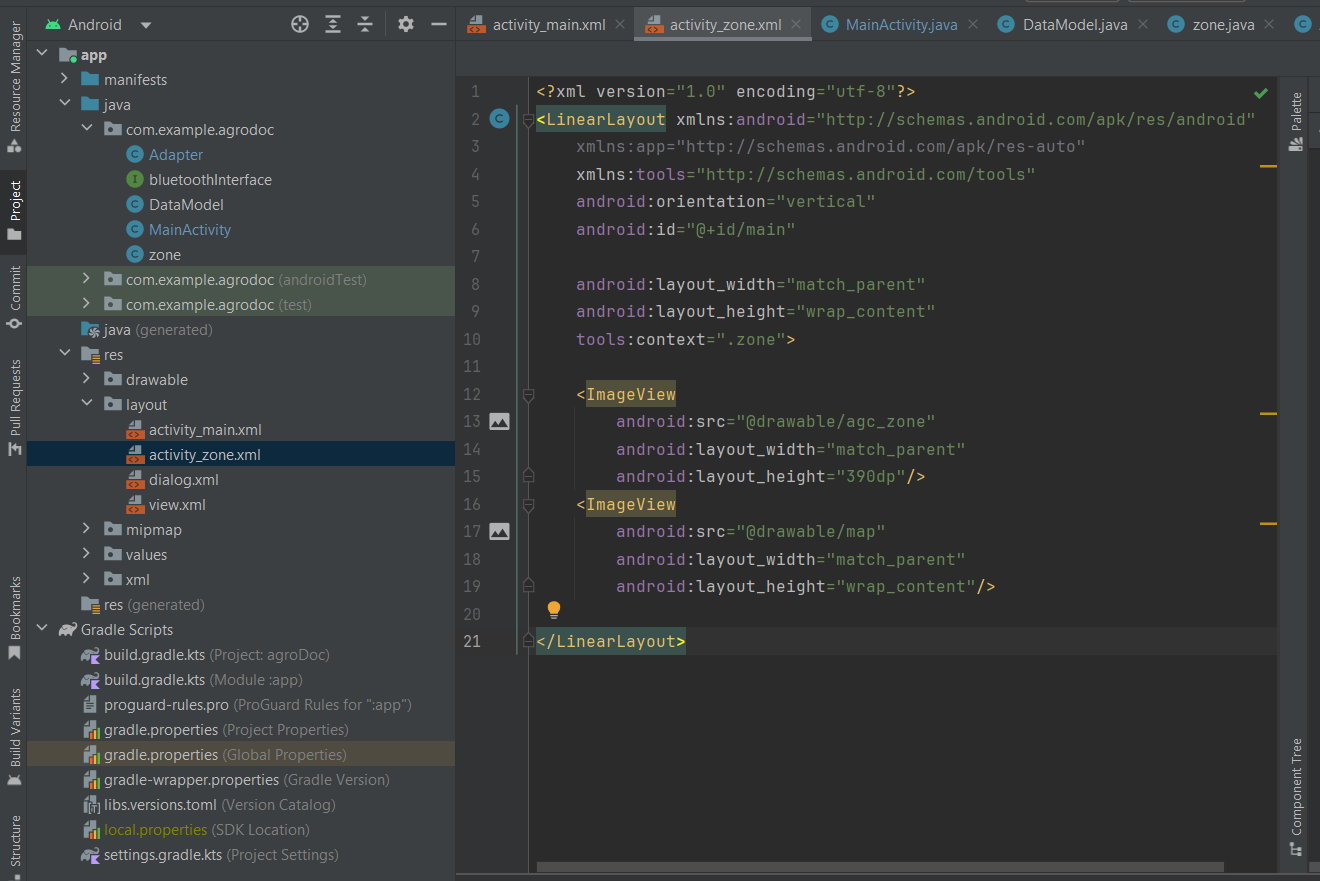 Android
activity_main.xml
activity_zone.xml
MainActivity.java
DataModel.java
zone.java
Resource Manager
Project
Commit
Pull Requests
Bookmarks
Build Variants
Structure
app
manifests
java
com.example.agrodoc
Adapter
bluetoothInterface
DataModel
MainActivity
zone
com.example.agrodoc (androidTest)
com.example.agrodoc (test)
java (generated)
res
drawable
layout
activity_main.xml
activity_zone.xml
dialog.xml
view.xml
mipmap
values
xml
res (generated)
Gradle Scripts
build.gradle.kts (Project: agroDoc)
build.gradle.kts (Module :app)
proguard-rules.pro (ProGuard Rules for ":app")
gradle.properties (Project Properties)
gradle.properties (Global Properties)
gradle-wrapper.properties (Gradle Version)
libs.versions.toml (Version Catalog)
local.properties (SDK Location)
settings.gradle.kts (Project Settings)
1 <?xml version="1.0" encoding="utf-8"?>
2 <LinearLayout xmlns:android="http://schemas.android.com/apk/res/android"
3 xmlns:app="http://schemas.android.com/apk/res-auto"
4 xmlns:tools="http://schemas.android.com/tools"
5 android:orientation="vertical"
6 android:id="@+id/main"
7
8 android:layout_width="match_parent"
9 android:layout_height="wrap_content"
10 tools:context=".zone">
11
12 <ImageView
13 android:src="@drawable/agc_zone"
14 android:layout_width="match_parent"
15 android:layout_height="390dp"/>
16 <ImageView
17 android:src="@drawable/map"
18 android:layout_width="match_parent"
19 android:layout_height="wrap_content"/>
20
21 </LinearLayout>
Palette
Component Tree